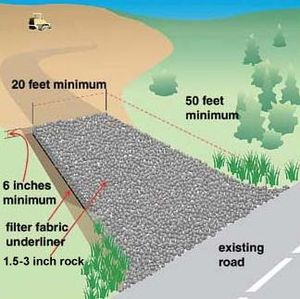 20 feet minimum
50 feet
minimum
6 inches
minimum
filter fabric
underliner
1.5-3 inch rock
existing
road